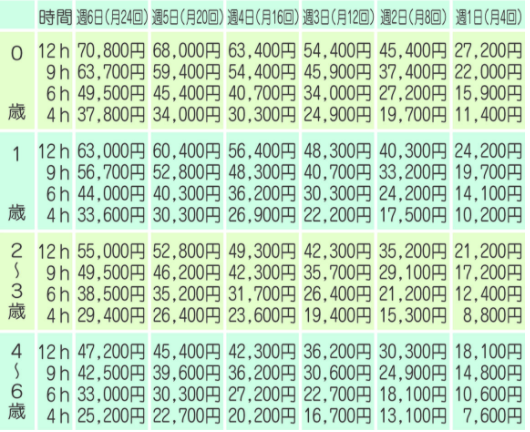 時間 週6日(月24回) 週5日(月20回) 週4日(月16回) 週3日(月12回) 週2日(月8回) 週1日(月4回)
0歳 12h 70,800円 68,000円 63,400円 54,400円 45,400円 27,200円
9h 63,700円 59,400円 54,400円 45,900円 37,400円 22,000円
6h 49,500円 45,400円 40,700円 34,000円 27,200円 15,900円
4h 37,800円 34,000円 30,300円 24,900円 19,700円 11,400円
1歳 12h 63,000円 60,400円 56,400円 48,300円 40,300円 24,200円
9h 56,700円 52,800円 48,300円 40,700円 33,200円 19,700円
6h 44,000円 40,300円 36,200円 30,300円 24,200円 14,100円
4h 33,600円 30,300円 26,900円 22,200円 17,500円 10,200円
2～3歳 12h 55,000円 52,800円 49,300円 42,300円 35,200円 21,200円
9h 49,500円 46,200円 42,300円 35,700円 29,100円 17,200円
6h 38,500円 35,200円 31,700円 26,400円 21,200円 12,400円
4h 29,400円 26,400円 23,600円 19,400円 15,300円 8,800円
4～6歳 12h 47,200円 45,400円 42,300円 36,200円 30,300円 18,100円
9h 42,500円 39,600円 36,200円 30,600円 24,900円 14,800円
6h 33,000円 30,300円 27,200円 22,700円 18,100円 10,600円
4h 25,200円 22,700円 20,200円 16,700円 13,100円 7,600円